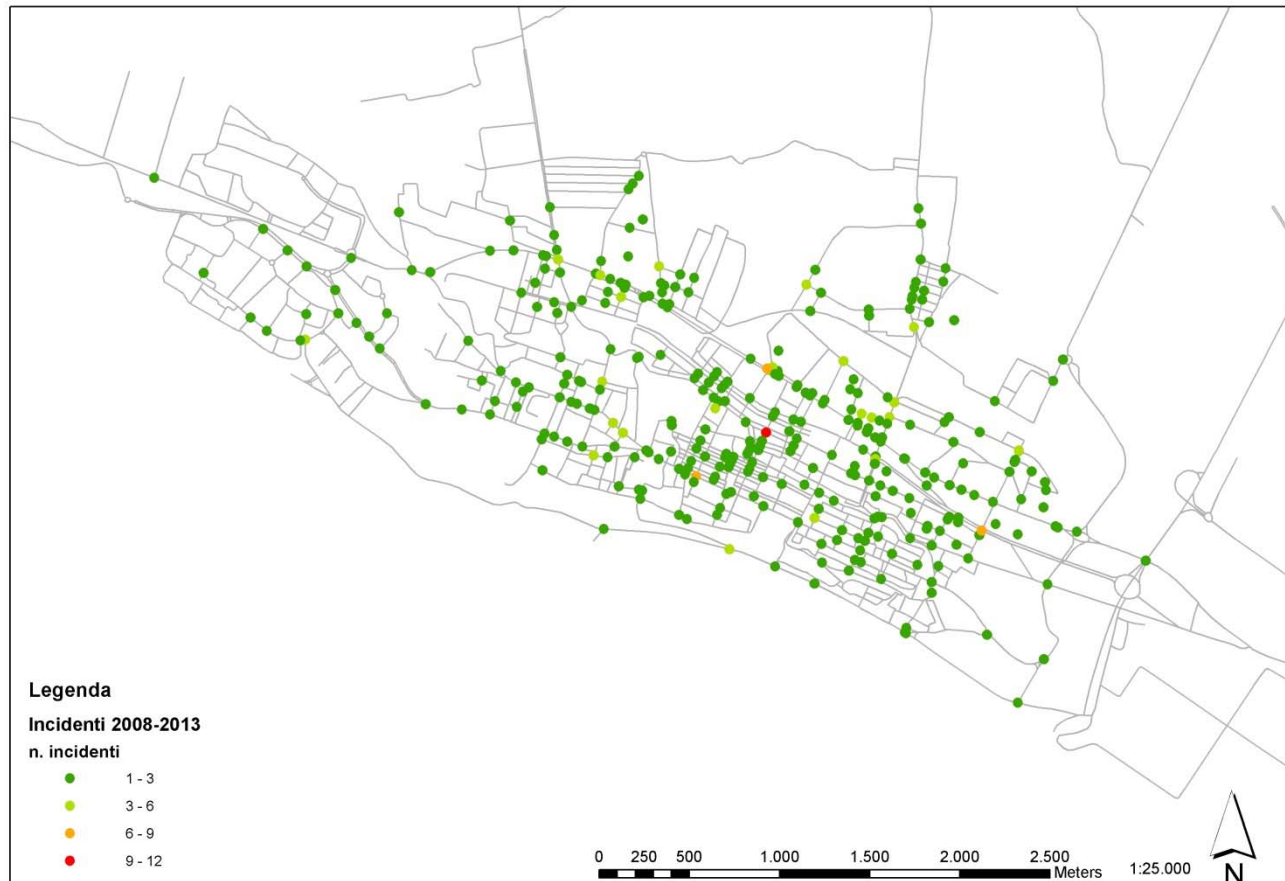 Legenda
Incidenti 2008-2013
n. incidenti
1 - 3
3 - 6
6 - 9
9 - 12
0 250 500 1.000 1.500 2.000 2.500
Meters
1:25.000
N